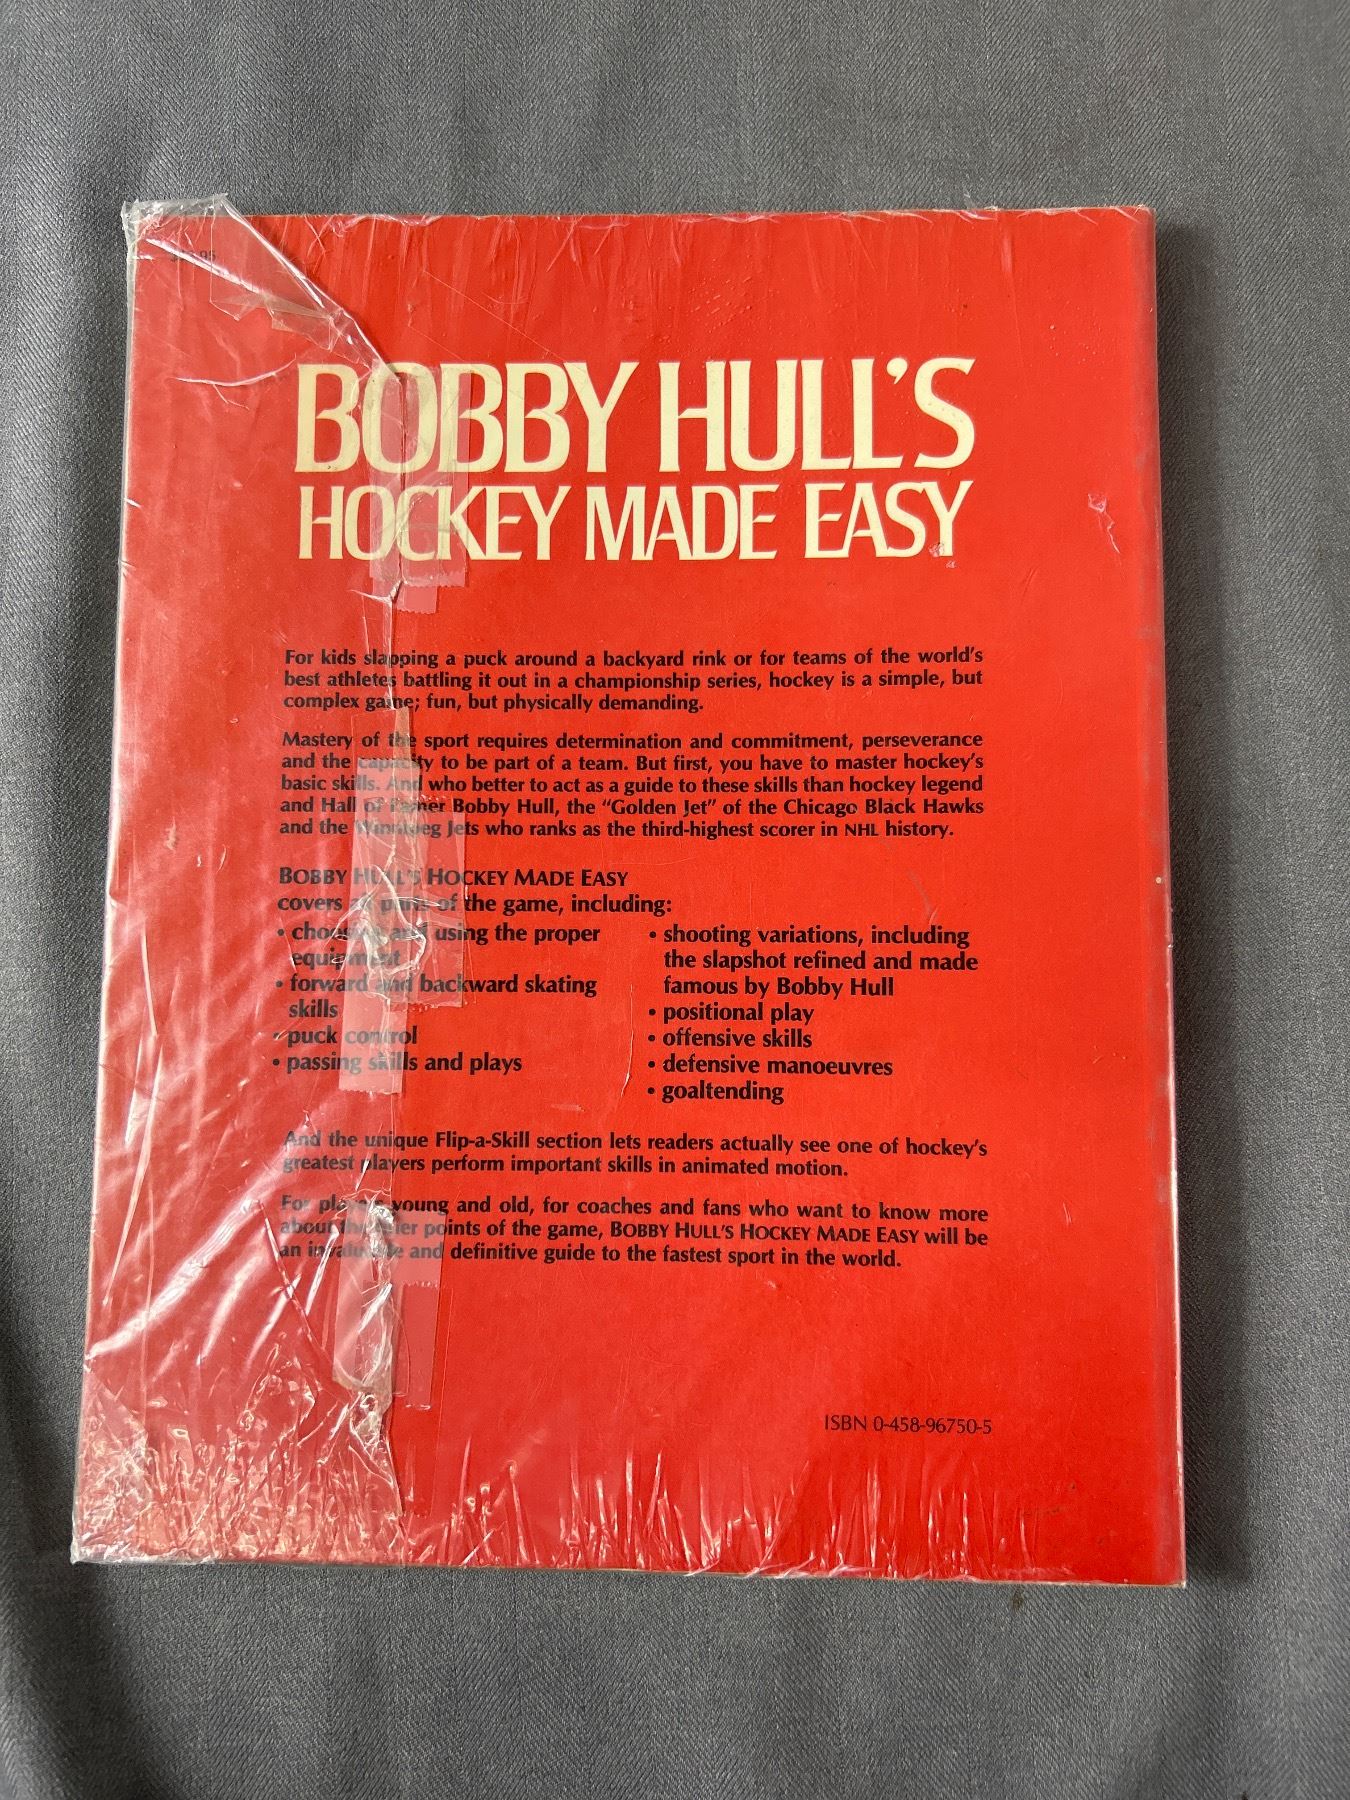 BOBBY HULL'S
HOCKEY MADE EASY
For kids slapping a puck around a backyard rink or for teams of the world's
best athletes battling it out in a championship series, hockey is a simple, but
complex game; fun, but physically demanding.
Mastery of the sport requires determination and commitment, perseverance
and the capacity to be part of a team. But first, you have to master hockey's
basic skills. And who better to act as a guide to these skills than hockey legend
and Hall of Famer Bobby Hull, the "Golden Jet" of the Chicago Black Hawks
and the Winnipeg Jets who ranks as the third-highest scorer in NHL history.
BOBBY HULL'S HOCKEY MADE EASY
covers all parts of the game, including:
• choosing and using the proper
equipment
• forward and backward skating
skills
• puck control
• passing skills and plays
• shooting variations, including
the slapshot refined and made
famous by Bobby Hull
• positional play
• offensive skills
• defensive manoeuvres
• goaltending
And the unique Flip-a-Skill section lets readers actually see one of hockey's
greatest players perform important skills in animated motion.
For players young and old, for coaches and fans who want to know more
about the finer points of the game, BOBBY HULL'S HOCKEY MADE EASY will be
an invaluable and definitive guide to the fastest sport in the world.
ISBN 0-458-96750-5